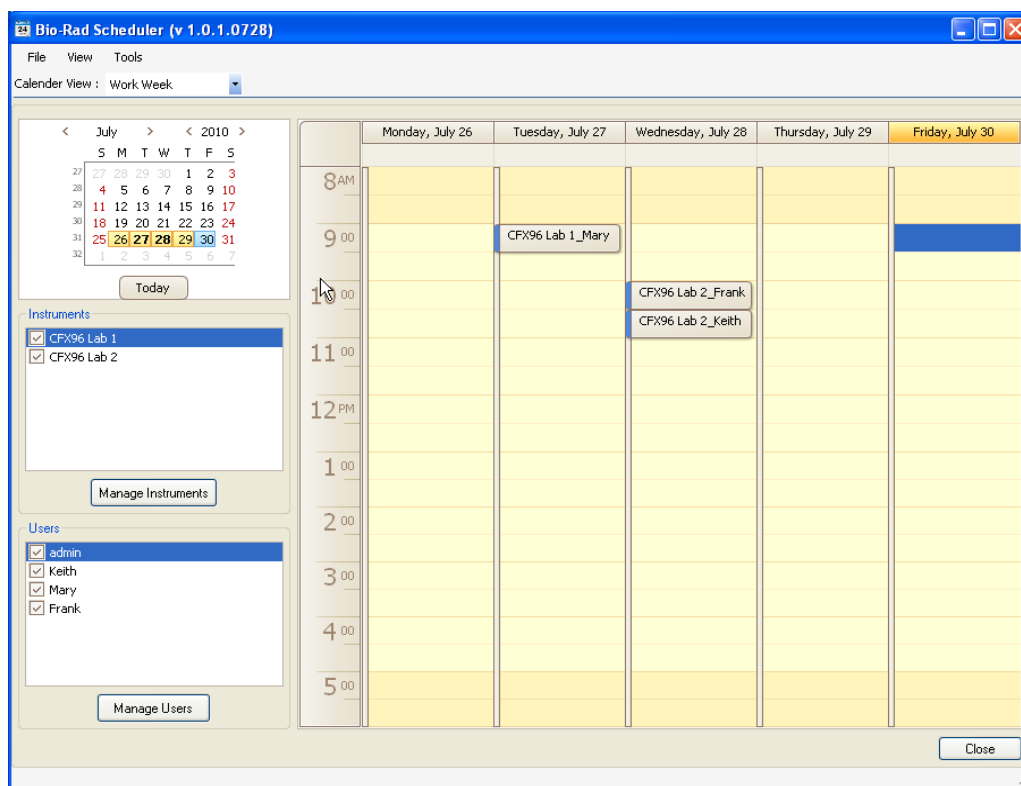 Bio-Rad Scheduler (v 1.0.1.0728)
File View Tools
Calender View : Work Week
< July > < 2010 >
S M T W T F S
27 27 28 29 30 1 2 3
28 4 5 6 7 8 9 10
29 11 12 13 14 15 16 17
30 18 19 20 21 22 23 24
31 25 26 27 28 29 30 31
32 1 2 3 4 5 6 7
Today
Instruments
CFX96 Lab 1
CFX96 Lab 2
Manage Instruments
Users
admin
Keith
Mary
Frank
Manage Users
Monday, July 26 Tuesday, July 27 Wednesday, July 28 Thursday, July 29 Friday, July 30
8 AM
9 00
CFX96 Lab 1_Mary
10 00
CFX96 Lab 2_Frank
CFX96 Lab 2_Keith
11 00
12 PM
1 00
2 00
3 00
4 00
5 00
Close